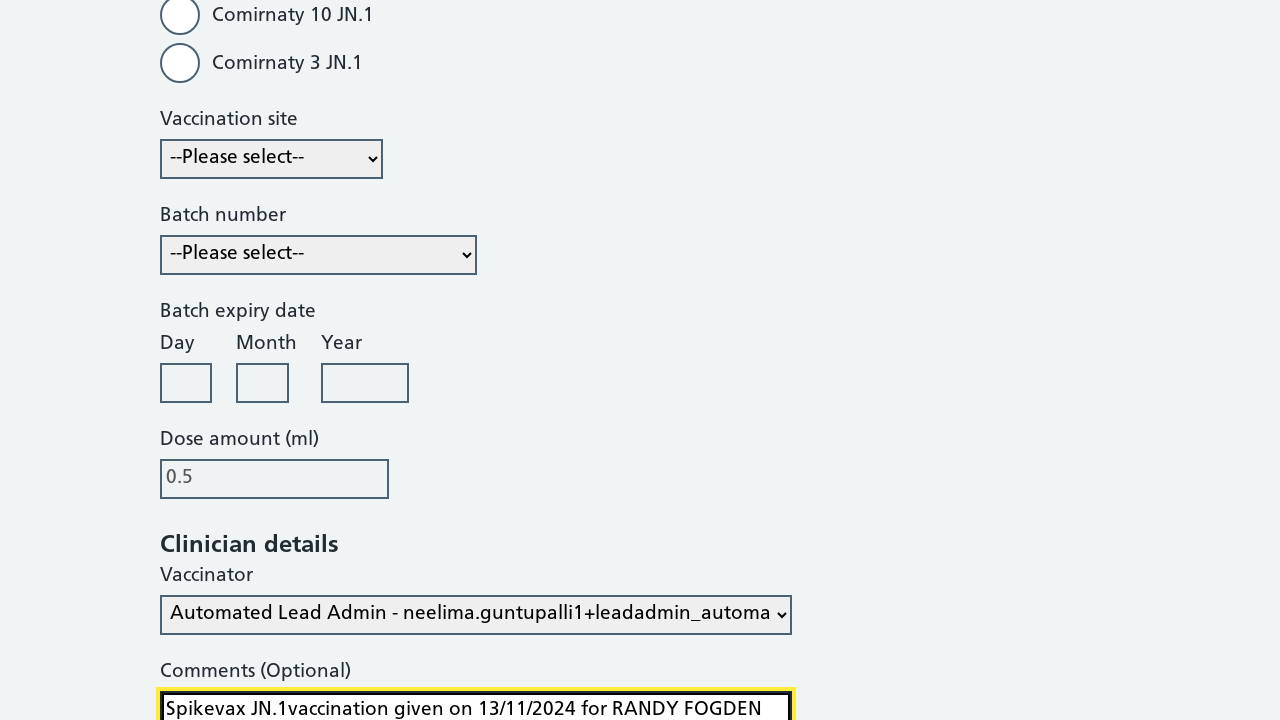 Comirnaty 10 JN.1
Comirnaty 3 JN.1
Vaccination site
--Please select--
Batch number
--Please select--
Batch expiry date
Day Month Year
Dose amount (ml)
0.5
Clinician details
Vaccinator
Automated Lead Admin - neelima.guntupalli1+leadadmin_automa
Comments (Optional)
Spikevax JN.1vaccination given on 13/11/2024 for RANDY FOGDEN